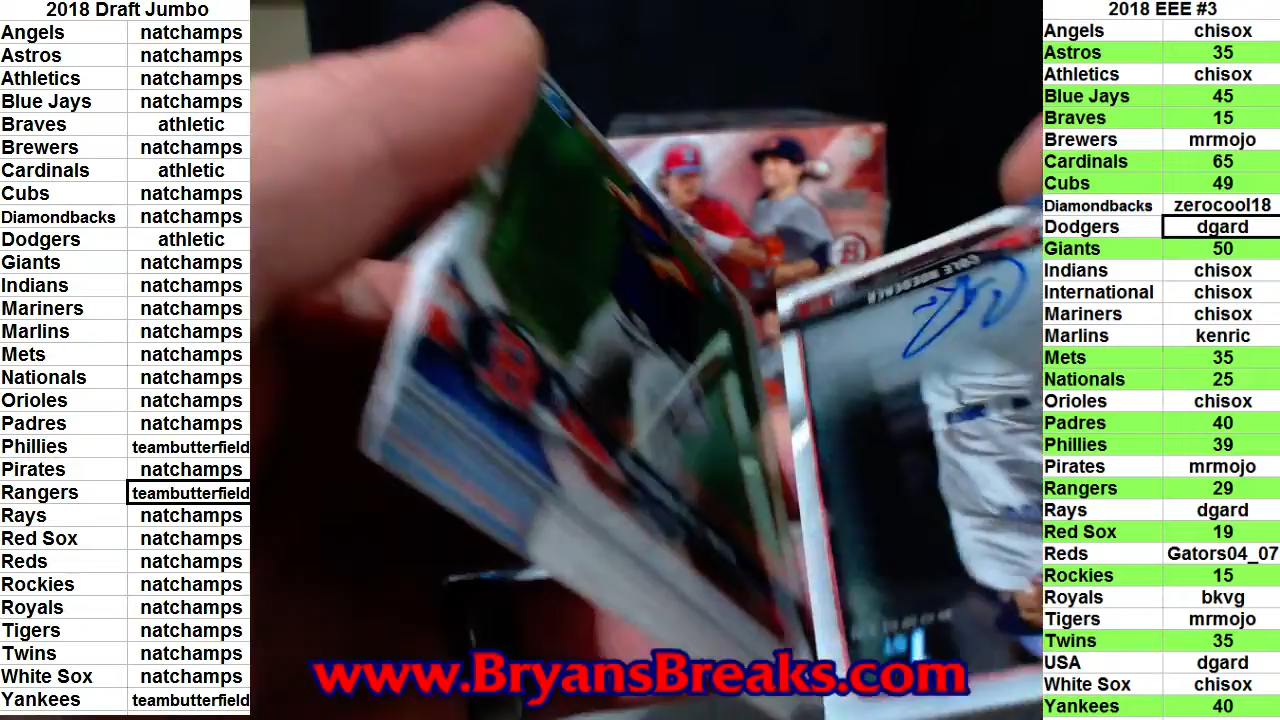 2018 Draft Jumbo
Angels natchamps
Astros natchamps
Athletics natchamps
Blue Jays natchamps
Braves athletic
Brewers natchamps
Cardinals athletic
Cubs natchamps
Diamondbacks natchamps
Dodgers athletic
Giants natchamps
Indians natchamps
Mariners natchamps
Marlins natchamps
Mets natchamps
Nationals natchamps
Orioles natchamps
Padres natchamps
Phillies teambutterfield
Pirates natchamps
Rangers teambutterfield
Rays natchamps
Red Sox natchamps
Reds natchamps
Rockies natchamps
Royals natchamps
Tigers natchamps
Twins natchamps
White Sox natchamps
Yankees teambutterfield
B
www.BryansBreaks.com
2018 EEE #3
Angels chisox
Astros 35
Athletics chisox
Blue Jays 45
Braves 15
Brewers mrmojo
Cardinals 65
Cubs 49
Diamondbacks zerocool18
Dodgers dgard
Giants 50
Indians chisox
International chisox
Mariners chisox
Marlins kenric
Mets 35
Nationals 25
Orioles chisox
Padres 40
Phillies 39
Pirates mrmojo
Rangers 29
Rays dgard
Red Sox 19
Reds Gators04_07
Rockies 15
Royals bkvg
Tigers mrmojo
Twins 35
USA dgard
White Sox chisox
Yankees 40